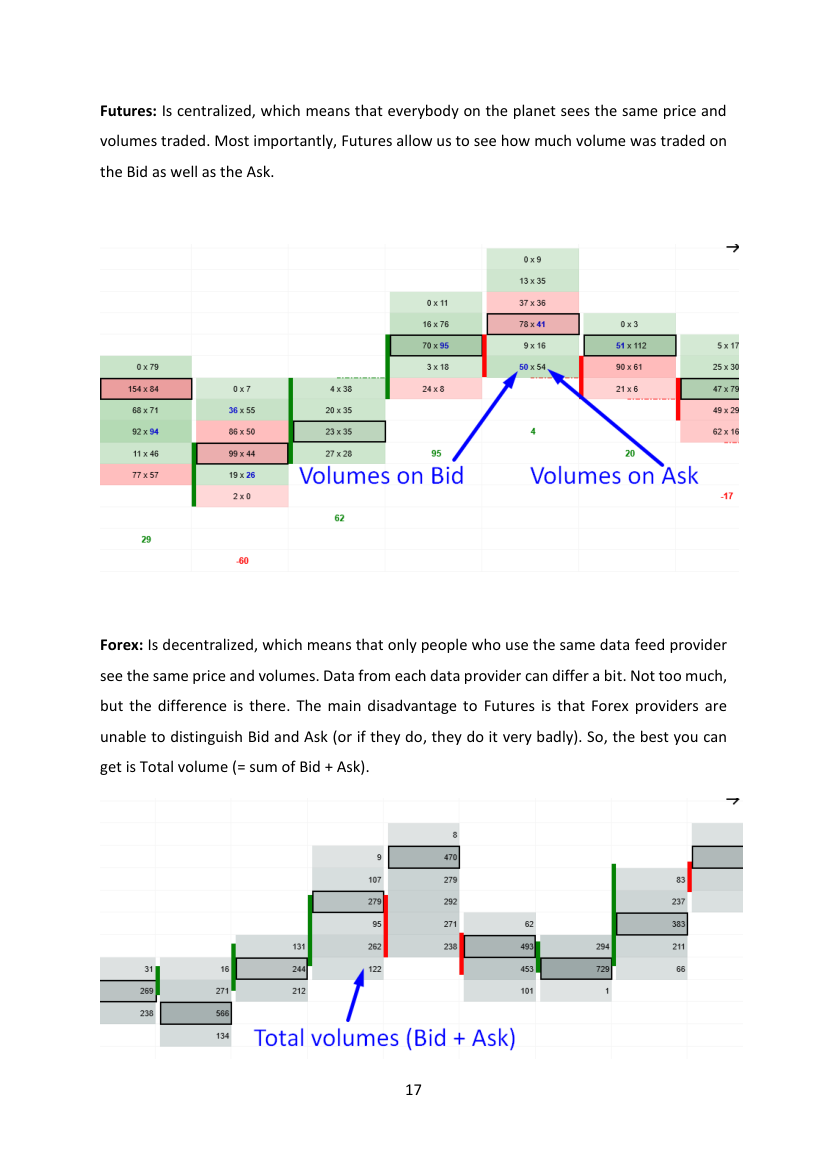 Futures: Is centralized, which means that everybody on the planet sees the same price and
volumes traded. Most importantly, Futures allow us to see how much volume was traded on
the Bid as well as the Ask.
0 x 79
154 x 84
68 x 71
92 x 94
11 x 46
77 x 57
29
0 x 7
36 x 55
86 x 50
99 x 44
19 x 26
2 x 0
-60
4 x 38
20 x 35
23 x 35
27 x 28
62
0 x 11
16 x 76
70 x 95
3 x 18
24 x 8
95
0 x 9
13 x 35
37 x 36
78 x 41
9 x 16
50 x 54
4
0 x 3
51 x 112
90 x 61
21 x 6
20
5 x 17
25 x 30
47 x 79
49 x 29
62 x 16
-17
Volumes on Bid
Volumes on Ask
Forex: Is decentralized, which means that only people who use the same data feed provider
see the same price and volumes. Data from each data provider can differ a bit. Not too much,
but the difference is there. The main disadvantage to Futures is that Forex providers are
unable to distinguish Bid and Ask (or if they do, they do it very badly). So, the best you can
get is Total volume (= sum of Bid + Ask).
31
269
238
16
271
566
134
131
244
212
9
107
279
95
262
122
8
470
279
292
271
238
62
493
453
101
294
729
1
83
237
383
211
66
Total volumes (Bid + Ask)
17